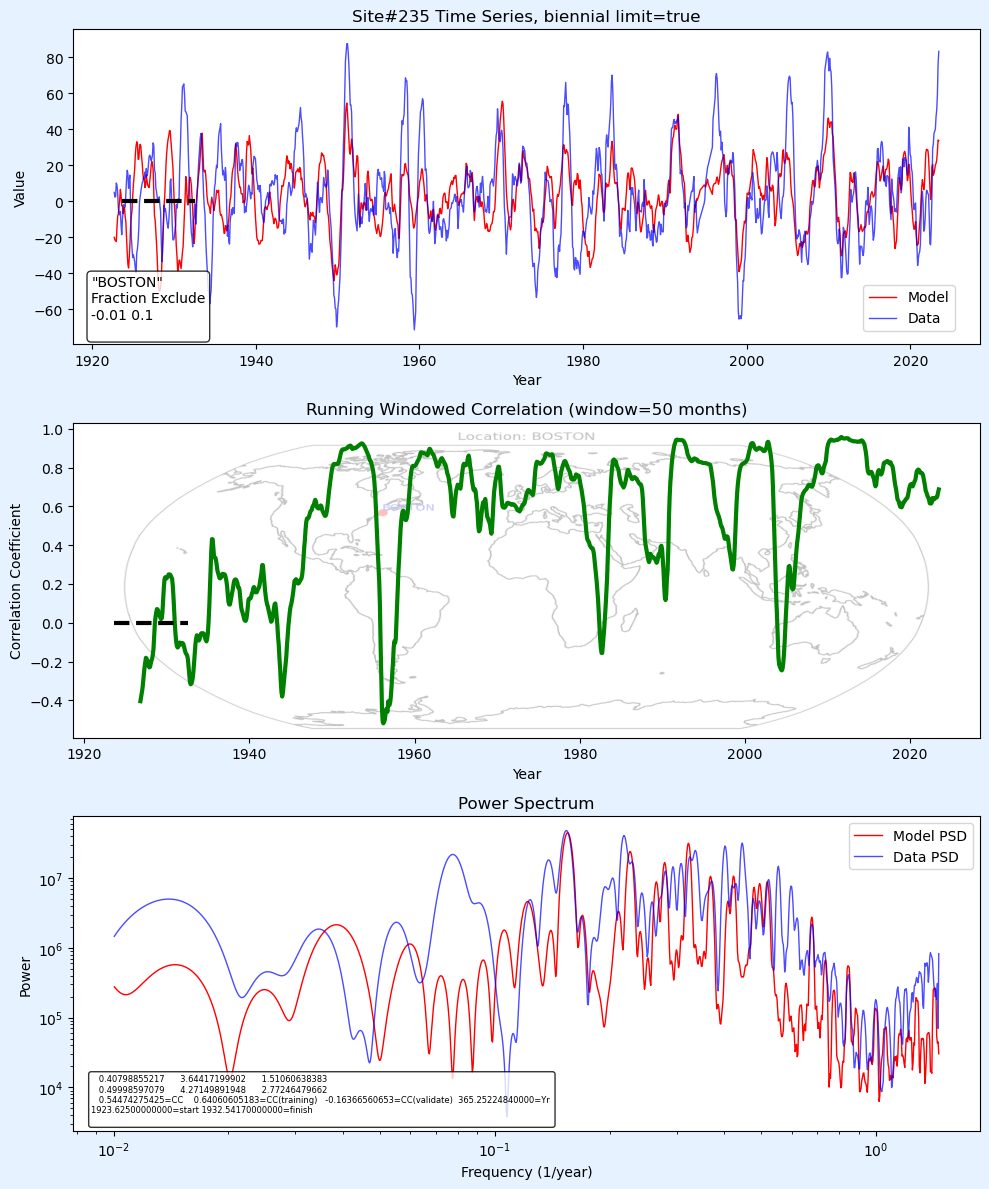 Site#235 Time Series, biennial limit=true
Value
80
60
40
20
0
−20
−40
−60
"BOSTON"
Fraction Exclude
-0.01 0.1
Model
Data
1920 1940 1960 1980 2000 2020
Year
Running Windowed Correlation (window=50 months)
Correlation Coefficient
1.0
0.8
0.6
0.4
0.2
0.0
−0.2
−0.4
Location: BOSTON
BOSTON
1920 1940 1960 1980 2000 2020
Year
Power Spectrum
Power
10⁷
10⁶
10⁵
10⁴
Model PSD
Data PSD
0.40798855217 3.64417199902 1.51060638383
0.49998597079 4.27149891948 2.77246479662
0.54474275425=CC 0.64060605183=CC(training) -0.16366560653=CC(validate) 365.25224840000=Yr
1923.62500000000=start 1932.54170000000=finish
10⁻² 10⁻¹ 10⁰
Frequency (1/year)